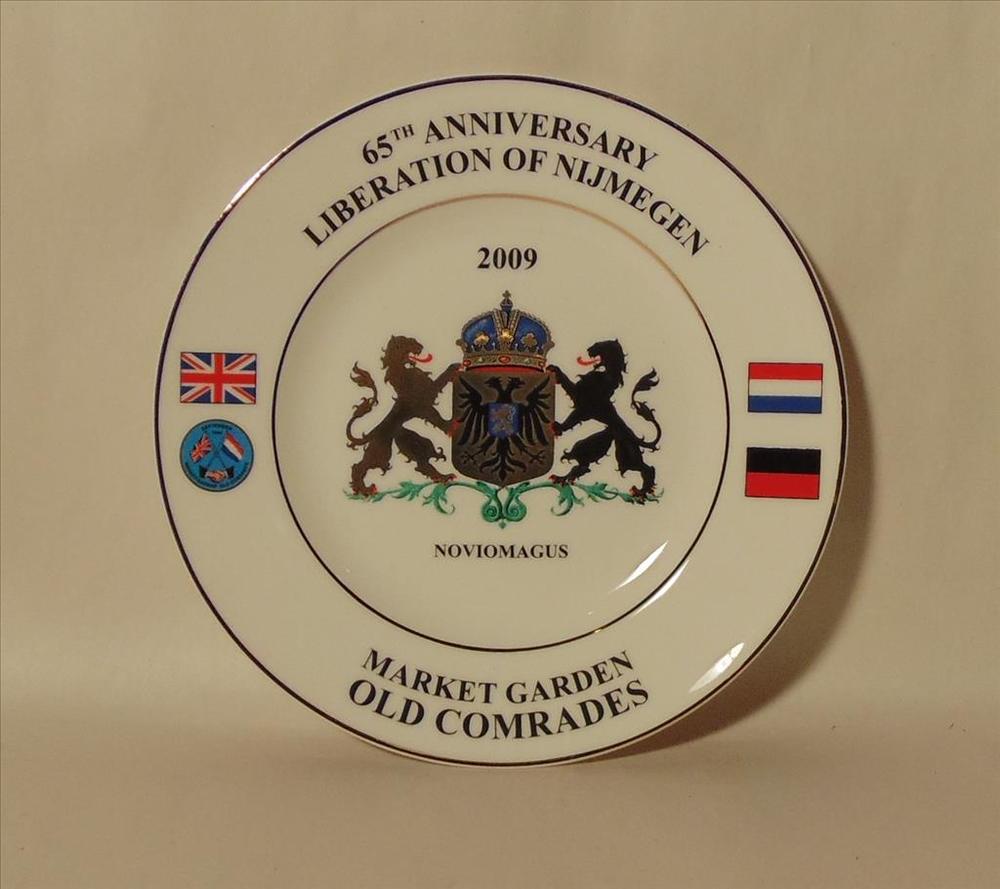 65TH ANNIVERSARY
LIBERATION OF NIJMEGEN
2009
NOVIOMAGUS
MARKET GARDEN
OLD COMRADES